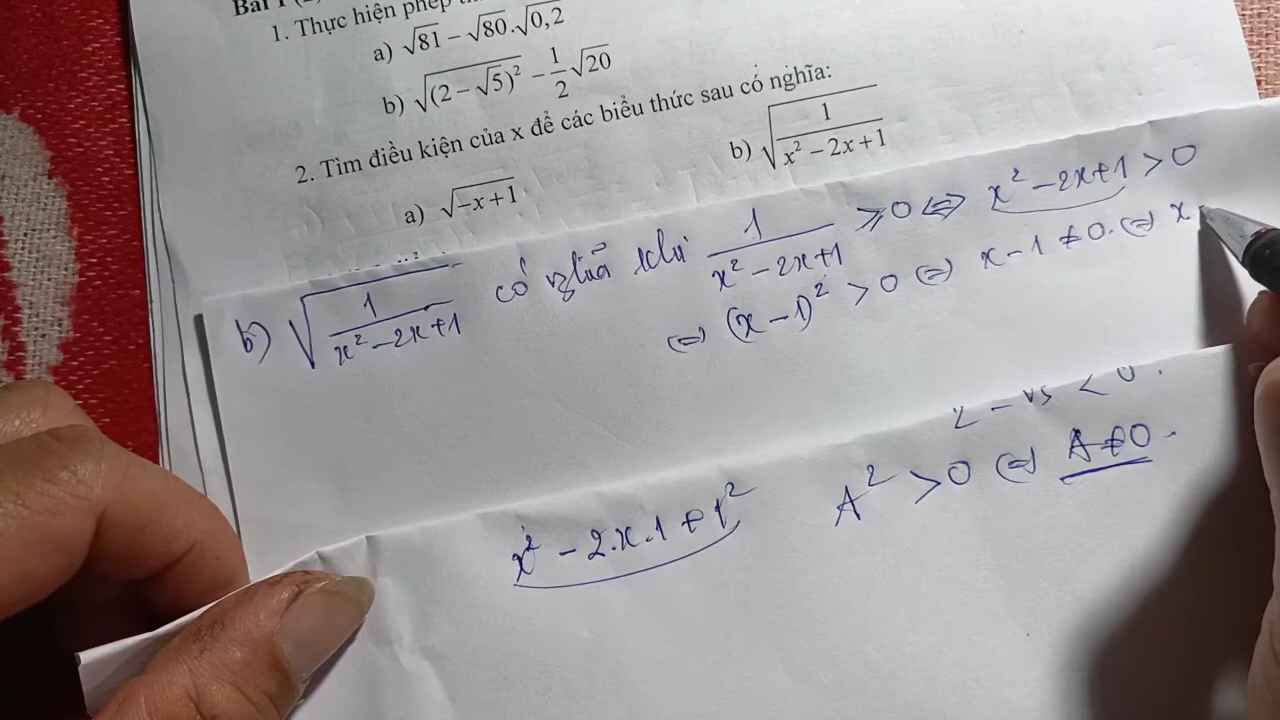 Bài 1
1. Thực hiện phép
a) √81 − √80.√0,2
b) √(2 − √5)² − 1/2 √20
2. Tìm điều kiện của x để các biểu thức sau có nghĩa:
a) √−x + 1
b) √1/(x² − 2x + 1)
b) √1/(x² − 2x + 1) có nghĩa khi 1/(x² − 2x + 1) ⩾ 0 ⇔ x² − 2x + 1 > 0
⇔ (x − 1)² > 0 ⇔ x − 1 ≠ 0. ⇔ x
2 − √5 < 0.
x² − 2.x.1 + 1²
A² > 0 ⇔ A ≠ 0.